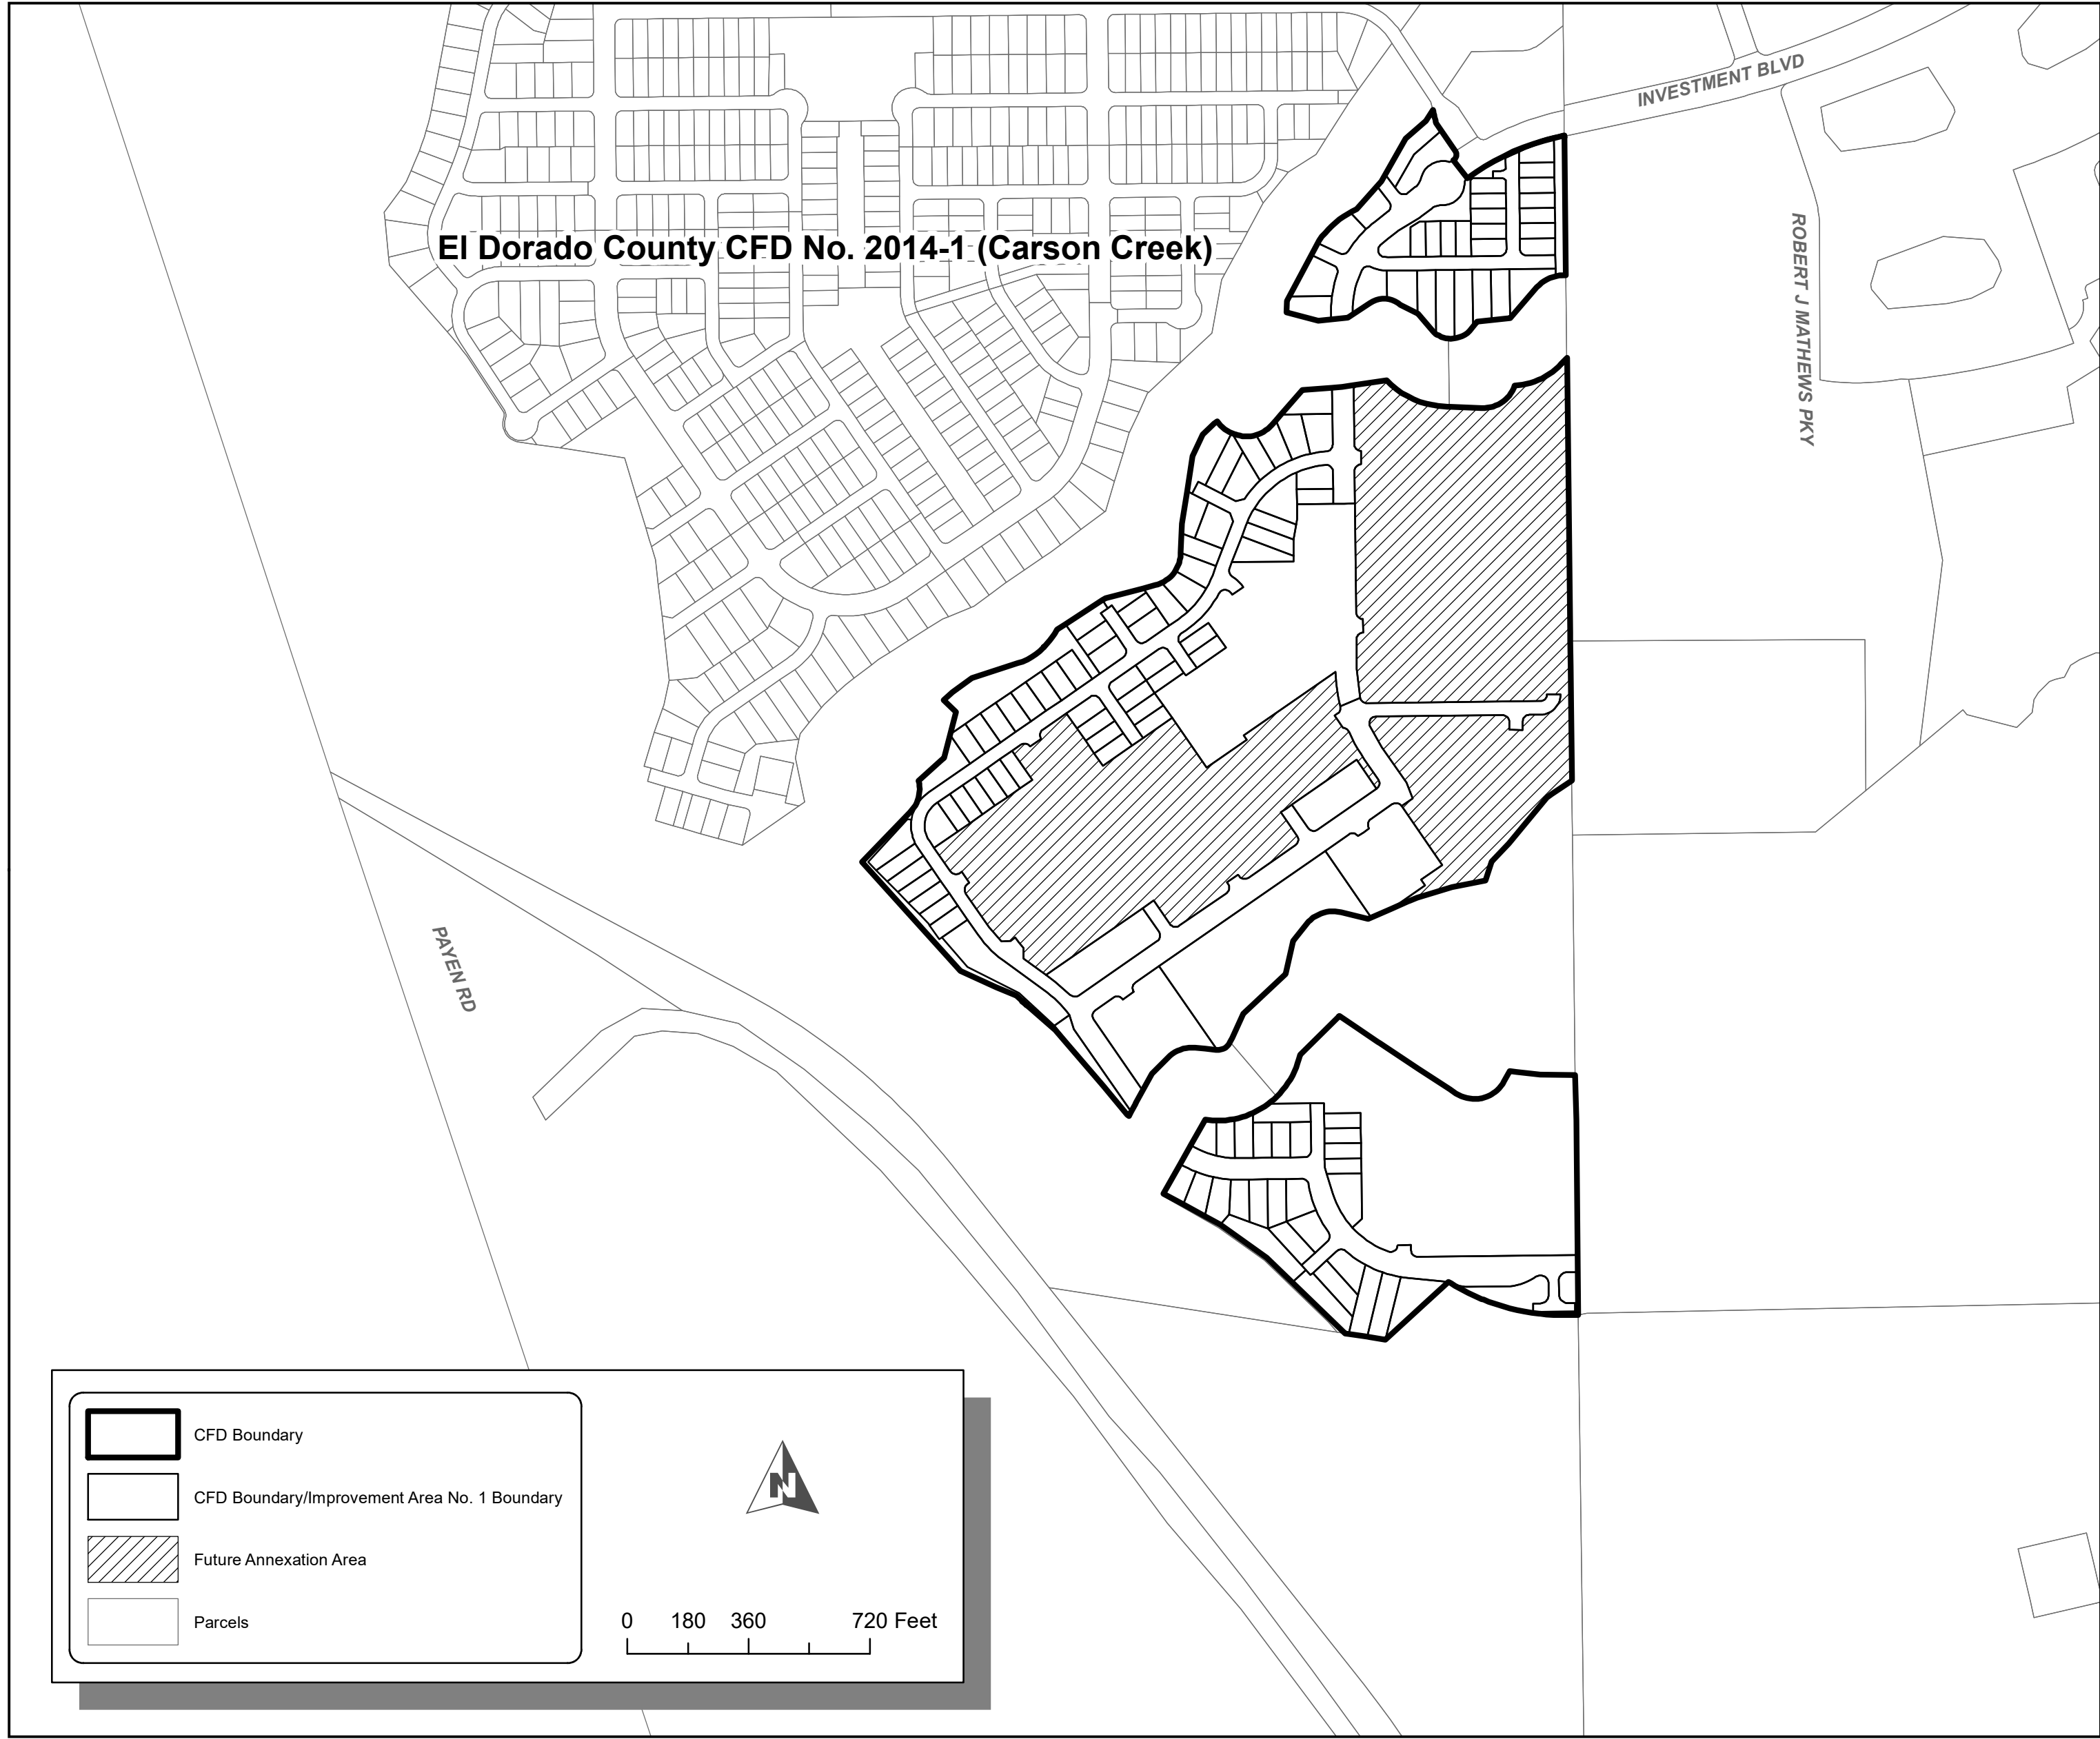 INVESTMENT BLVD
El Dorado County CFD No. 2014-1 (Carson Creek)
ROBERT J MATHEWS PKY
PAYEN RD
CFD Boundary
CFD Boundary/Improvement Area No. 1 Boundary
Future Annexation Area
Parcels
N
0 180 360 720 Feet